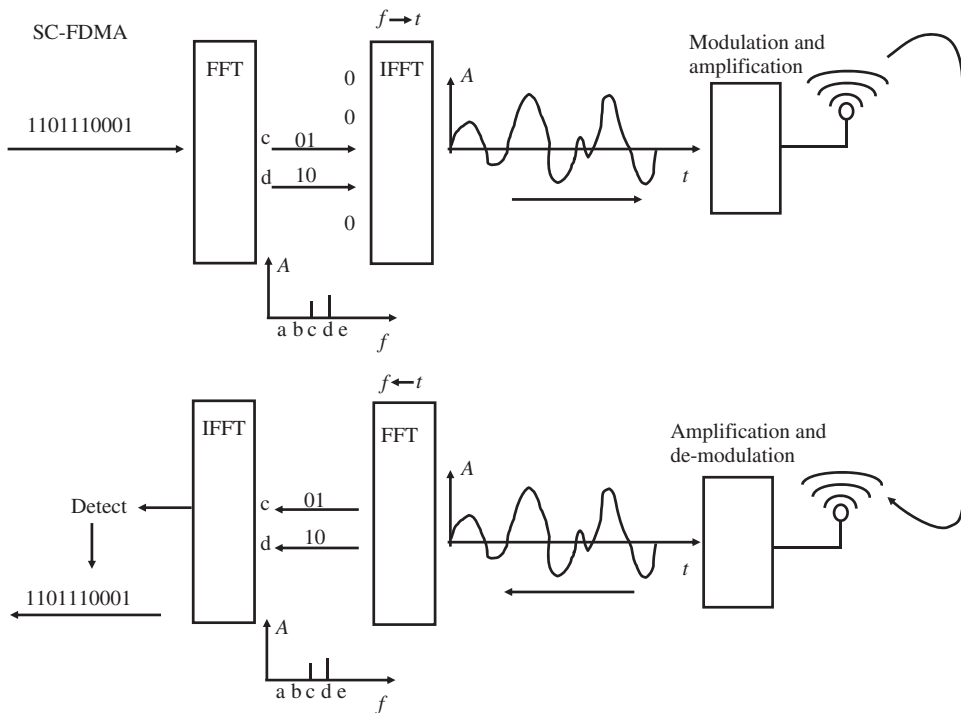 SC-FDMA
f → t
FFT
IFFT
Modulation and
amplification
0
A
0
1101110001
c
01
d
10
t
0
A
a b c d e
f
f ← t
IFFT
FFT
Amplification and
de-modulation
A
Detect
c
01
d
10
t
1101110001
A
a b c d e
f